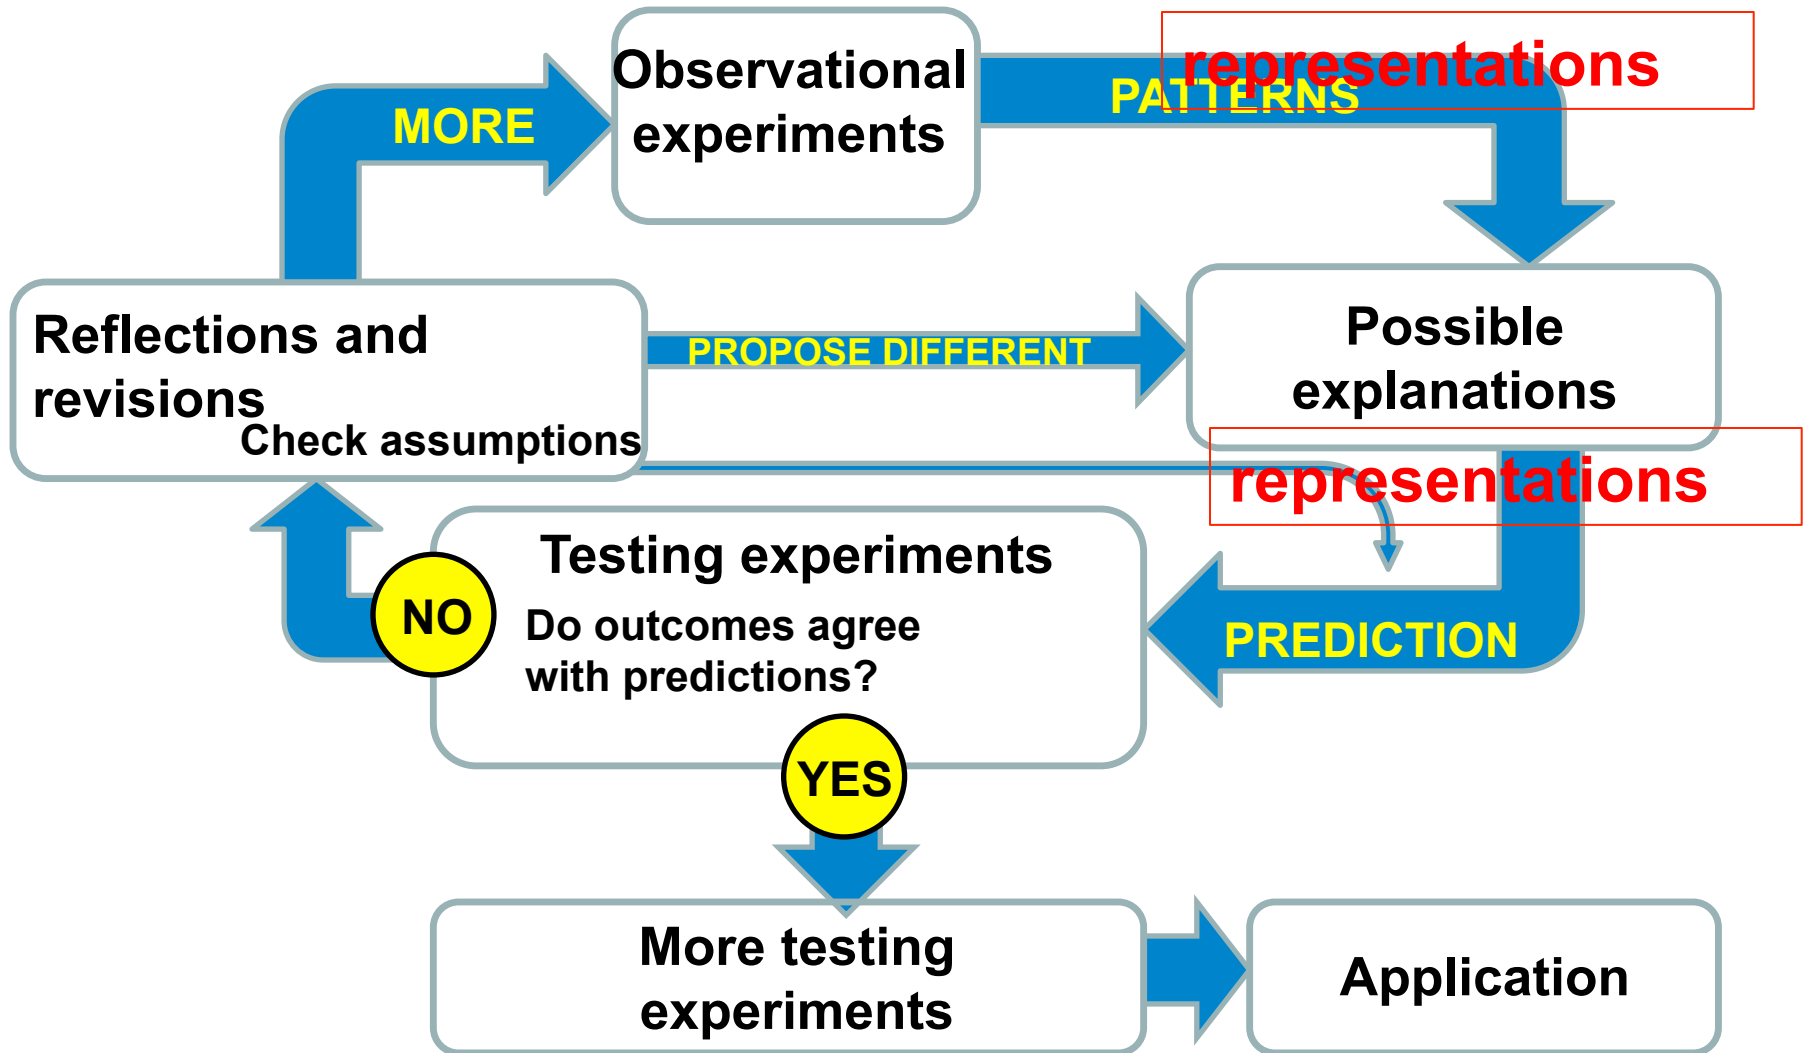 Observational
experiments
representations
PATTERNS
MORE
Reflections and
revisions
Check assumptions
PROPOSE DIFFERENT
Possible
explanations
representations
Testing experiments
Do outcomes agree
with predictions?
NO
PREDICTION
YES
More testing
experiments
Application